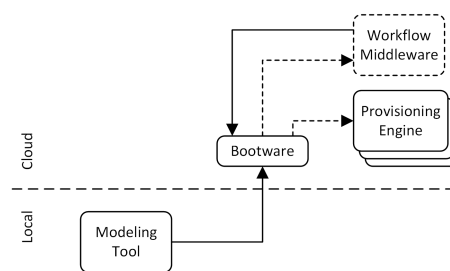 Workflow
Middleware
Provisioning
Engine
Bootware
Cloud
Local
Modeling
Tool